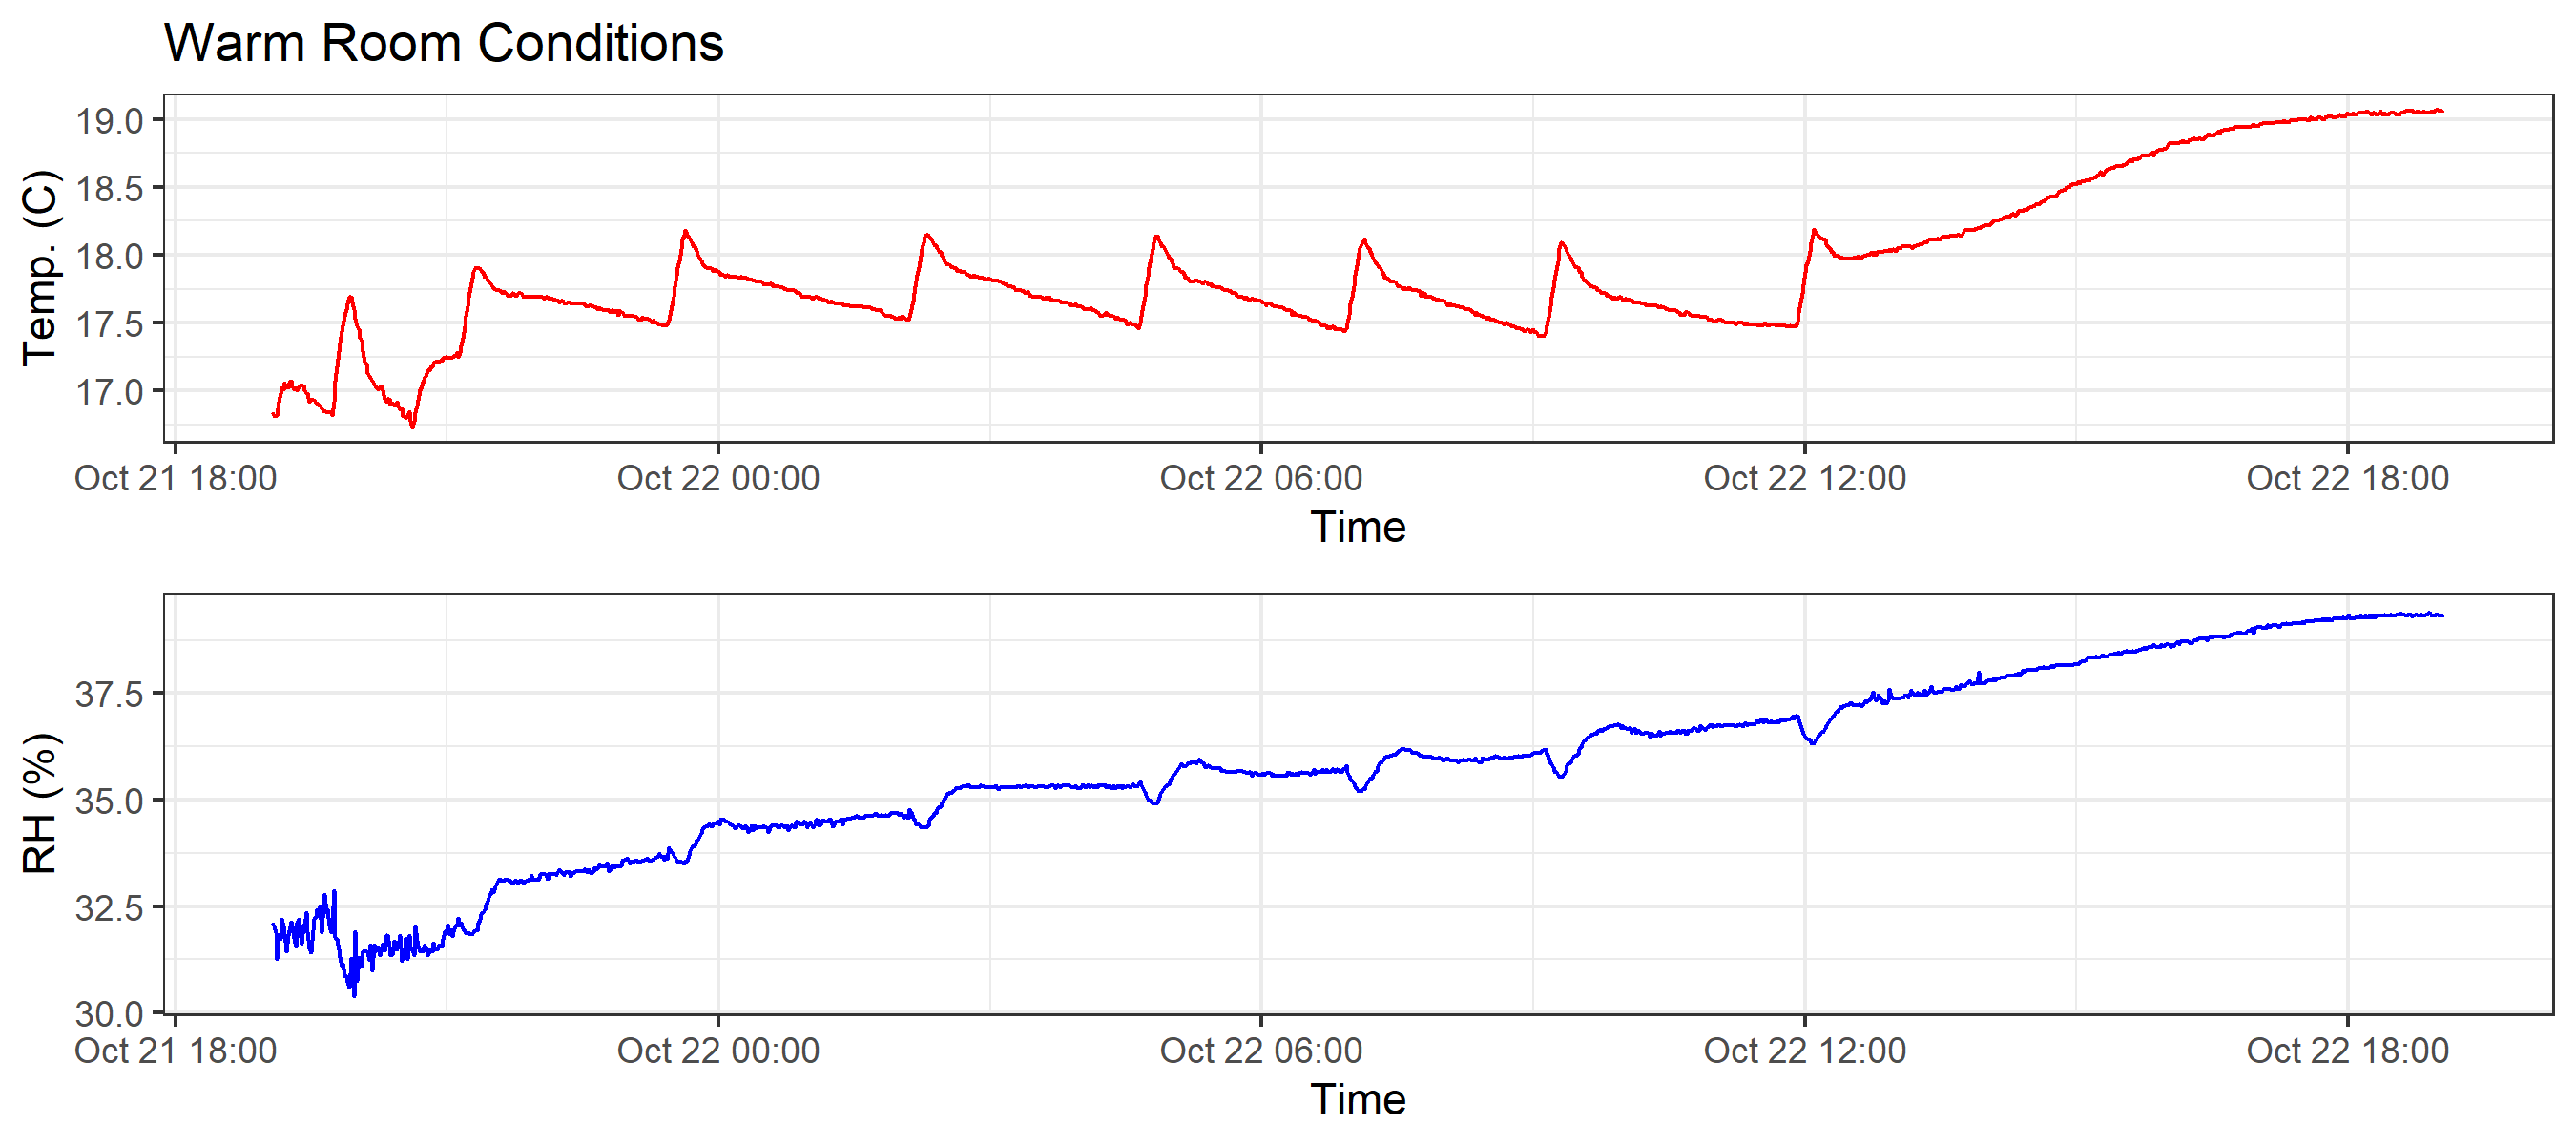 Warm Room Conditions
19.0
18.5
18.0
17.5
17.0
Temp. (C)
Oct 21 18:00 Oct 22 00:00 Oct 22 06:00 Oct 22 12:00 Oct 22 18:00
Time
37.5
35.0
32.5
30.0
RH (%)
Oct 21 18:00 Oct 22 00:00 Oct 22 06:00 Oct 22 12:00 Oct 22 18:00
Time